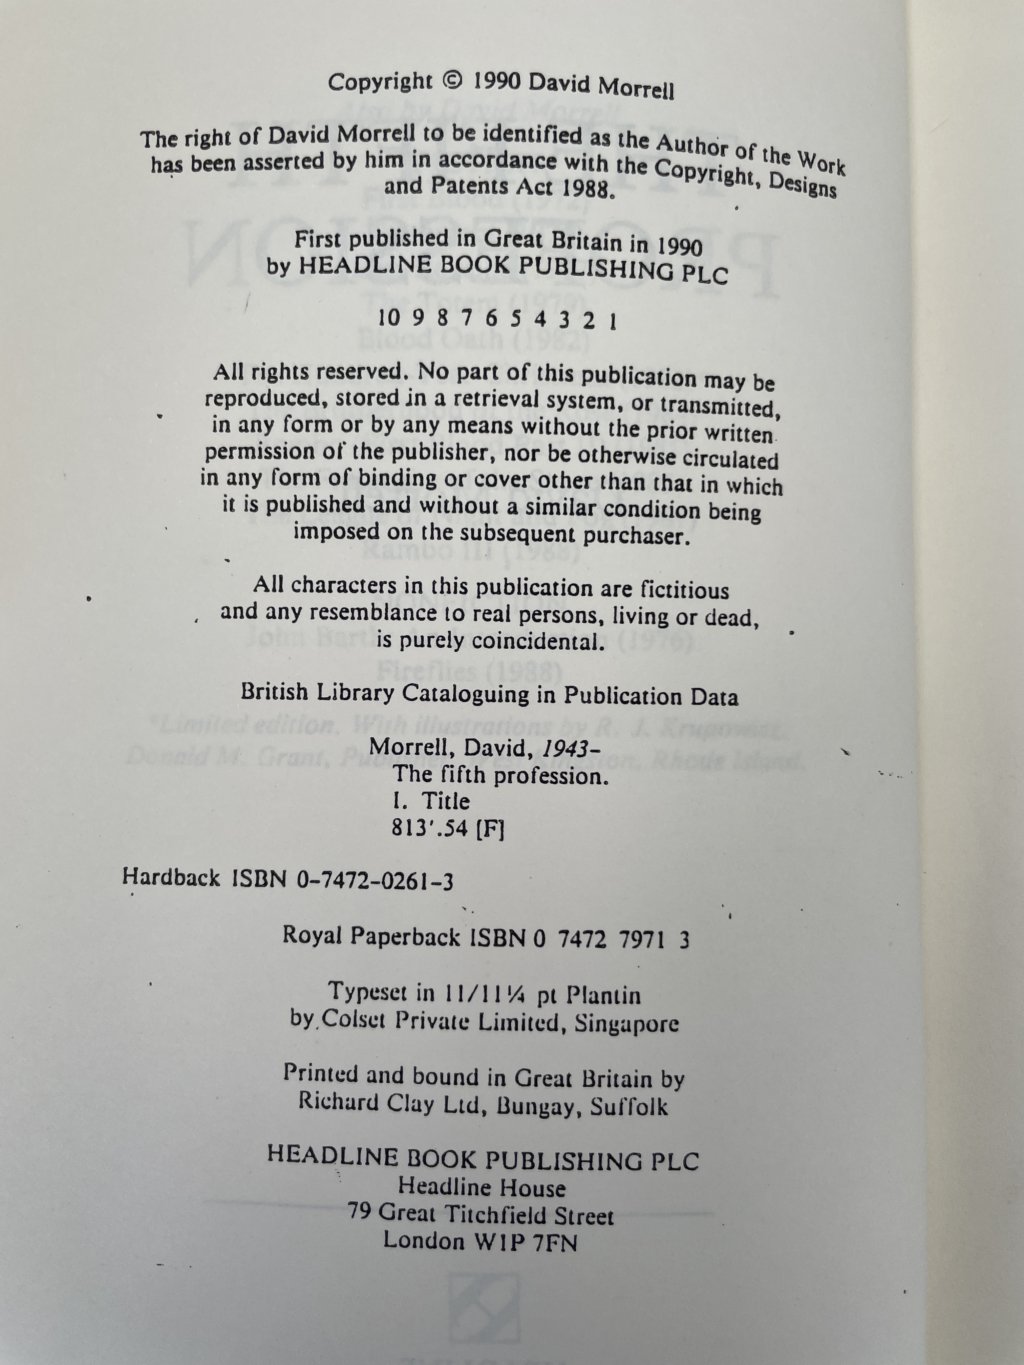 Copyright © 1990 David Morrell
The right of David Morrell to be identified as the Author of the Work
has been asserted by him in accordance with the Copyright, Designs
and Patents Act 1988.
First published in Great Britain in 1990
by HEADLINE BOOK PUBLISHING PLC
10 9 8 7 6 5 4 3 2 1
All rights reserved. No part of this publication may be
reproduced, stored in a retrieval system, or transmitted,
in any form or by any means without the prior written
permission of the publisher, nor be otherwise circulated
in any form of binding or cover other than that in which
it is published and without a similar condition being
imposed on the subsequent purchaser.
All characters in this publication are fictitious
and any resemblance to real persons, living or dead,
is purely coincidental.
British Library Cataloguing in Publication Data
Morrell, David, 1943–
The fifth profession.
I. Title
813'.54 [F]
Hardback ISBN 0-7472-0261-3
Royal Paperback ISBN 0 7472 7971 3
Typeset in 11/11¼ pt Plantin
by Colset Private Limited, Singapore
Printed and bound in Great Britain by
Richard Clay Ltd, Bungay, Suffolk
HEADLINE BOOK PUBLISHING PLC
Headline House
79 Great Titchfield Street
London W1P 7FN